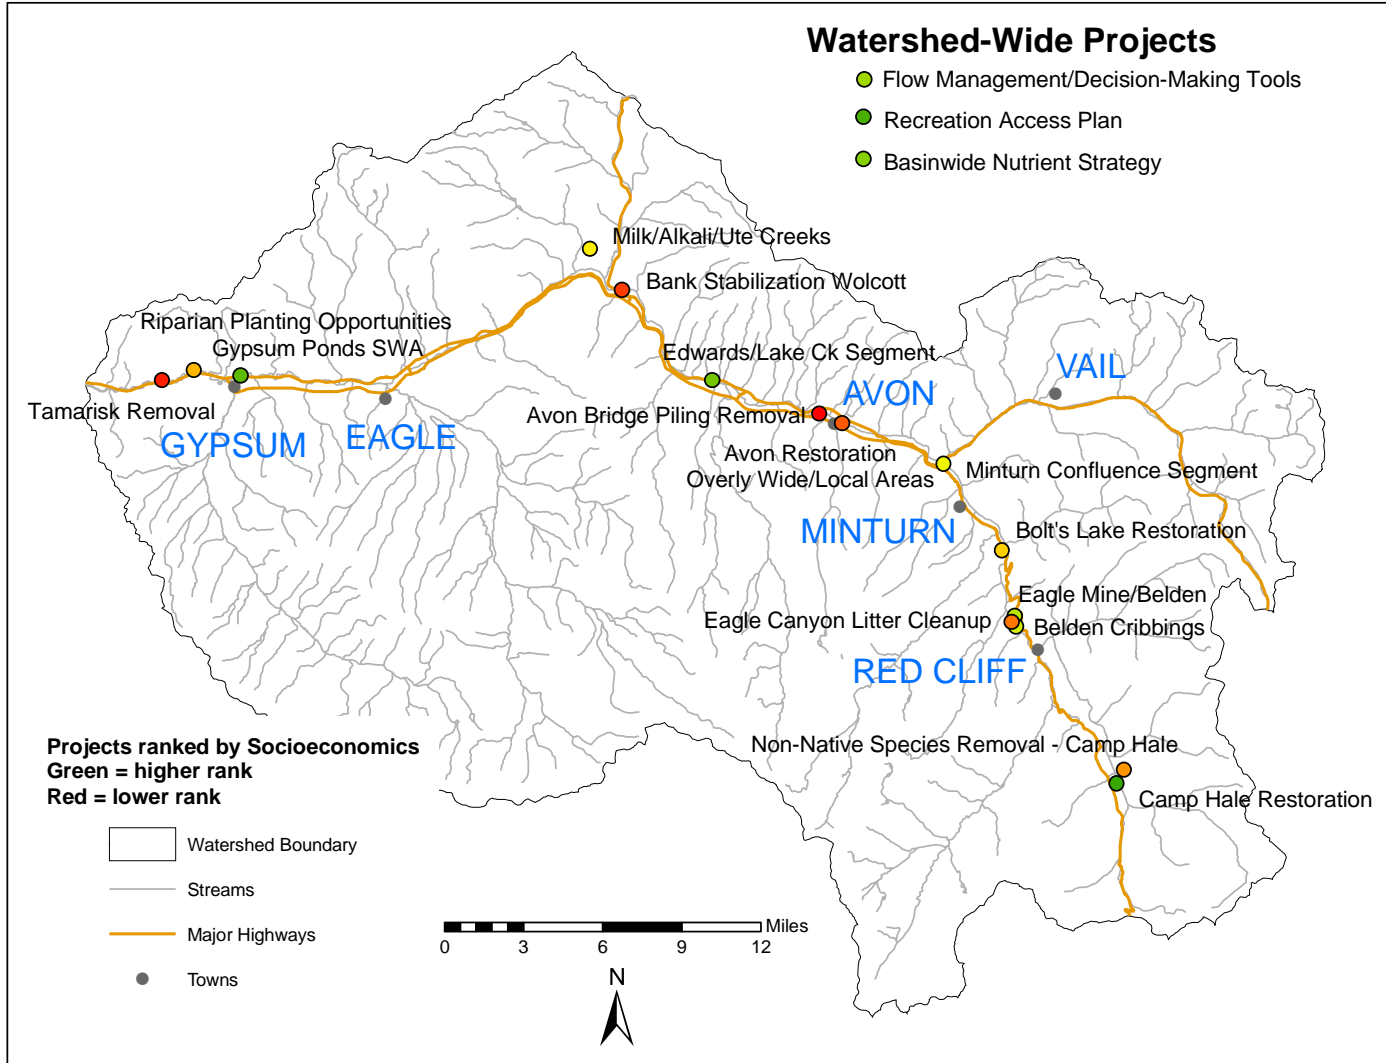 Watershed-Wide Projects
Flow Management/Decision-Making Tools
Recreation Access Plan
Basinwide Nutrient Strategy
Milk/Alkali/Ute Creeks
Bank Stabilization Wolcott
Riparian Planting Opportunities
Gypsum Ponds SWA
Edwards/Lake Ck Segment
VAIL
AVON
Tamarisk Removal
Avon Bridge Piling Removal
GYPSUM
EAGLE
Avon Restoration
Overly Wide/Local Areas
Minturn Confluence Segment
MINTURN
Bolt's Lake Restoration
Eagle Mine/Belden
Eagle Canyon Litter Cleanup
Belden Cribbings
RED CLIFF
Non-Native Species Removal - Camp Hale
Camp Hale Restoration
Projects ranked by Socioeconomics
Green = higher rank
Red = lower rank
Watershed Boundary
Streams
Major Highways
Towns
Miles
0 3 6 9 12
N